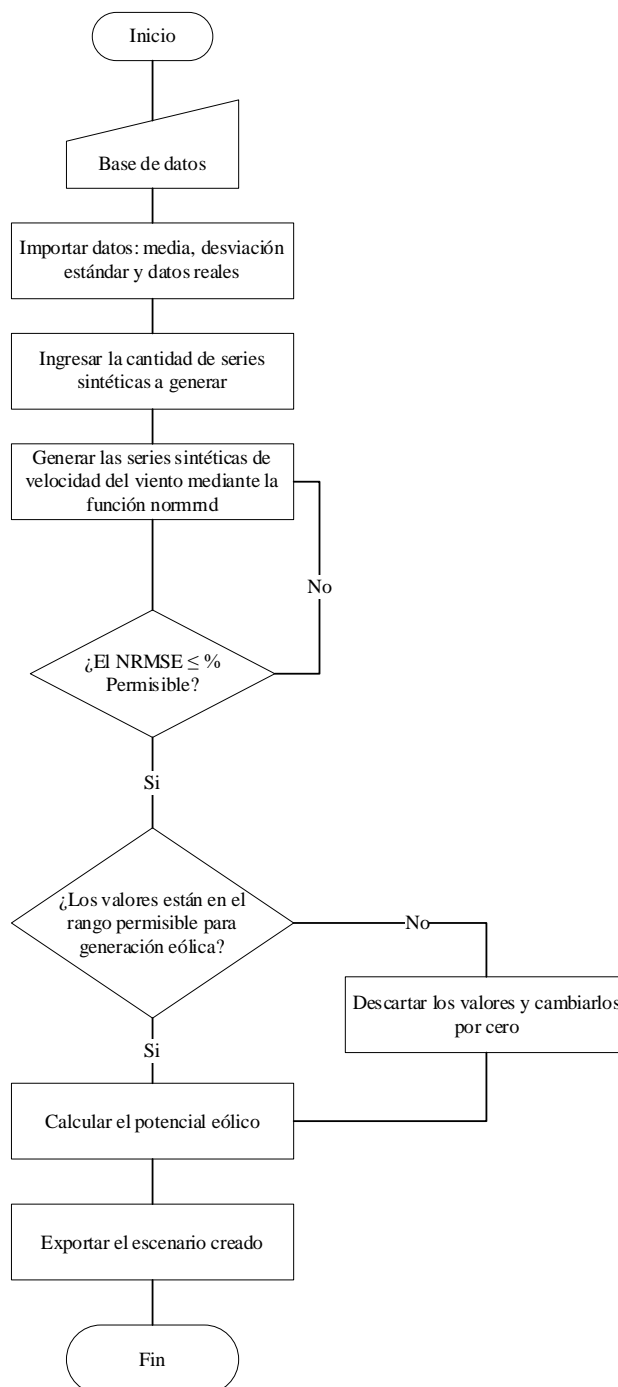 Inicio
Base de datos
Importar datos: media, desviación
estándar y datos reales
Ingresar la cantidad de series
sintéticas a generar
Generar las series sintéticas de
velocidad del viento mediante la
función normrnd
No
¿El NRMSE ≤ %
Permisible?
Si
¿Los valores están en el
rango permisible para
generación eólica?
No
Descartar los valores y cambiarlos
por cero
Si
Calcular el potencial eólico
Exportar el escenario creado
Fin